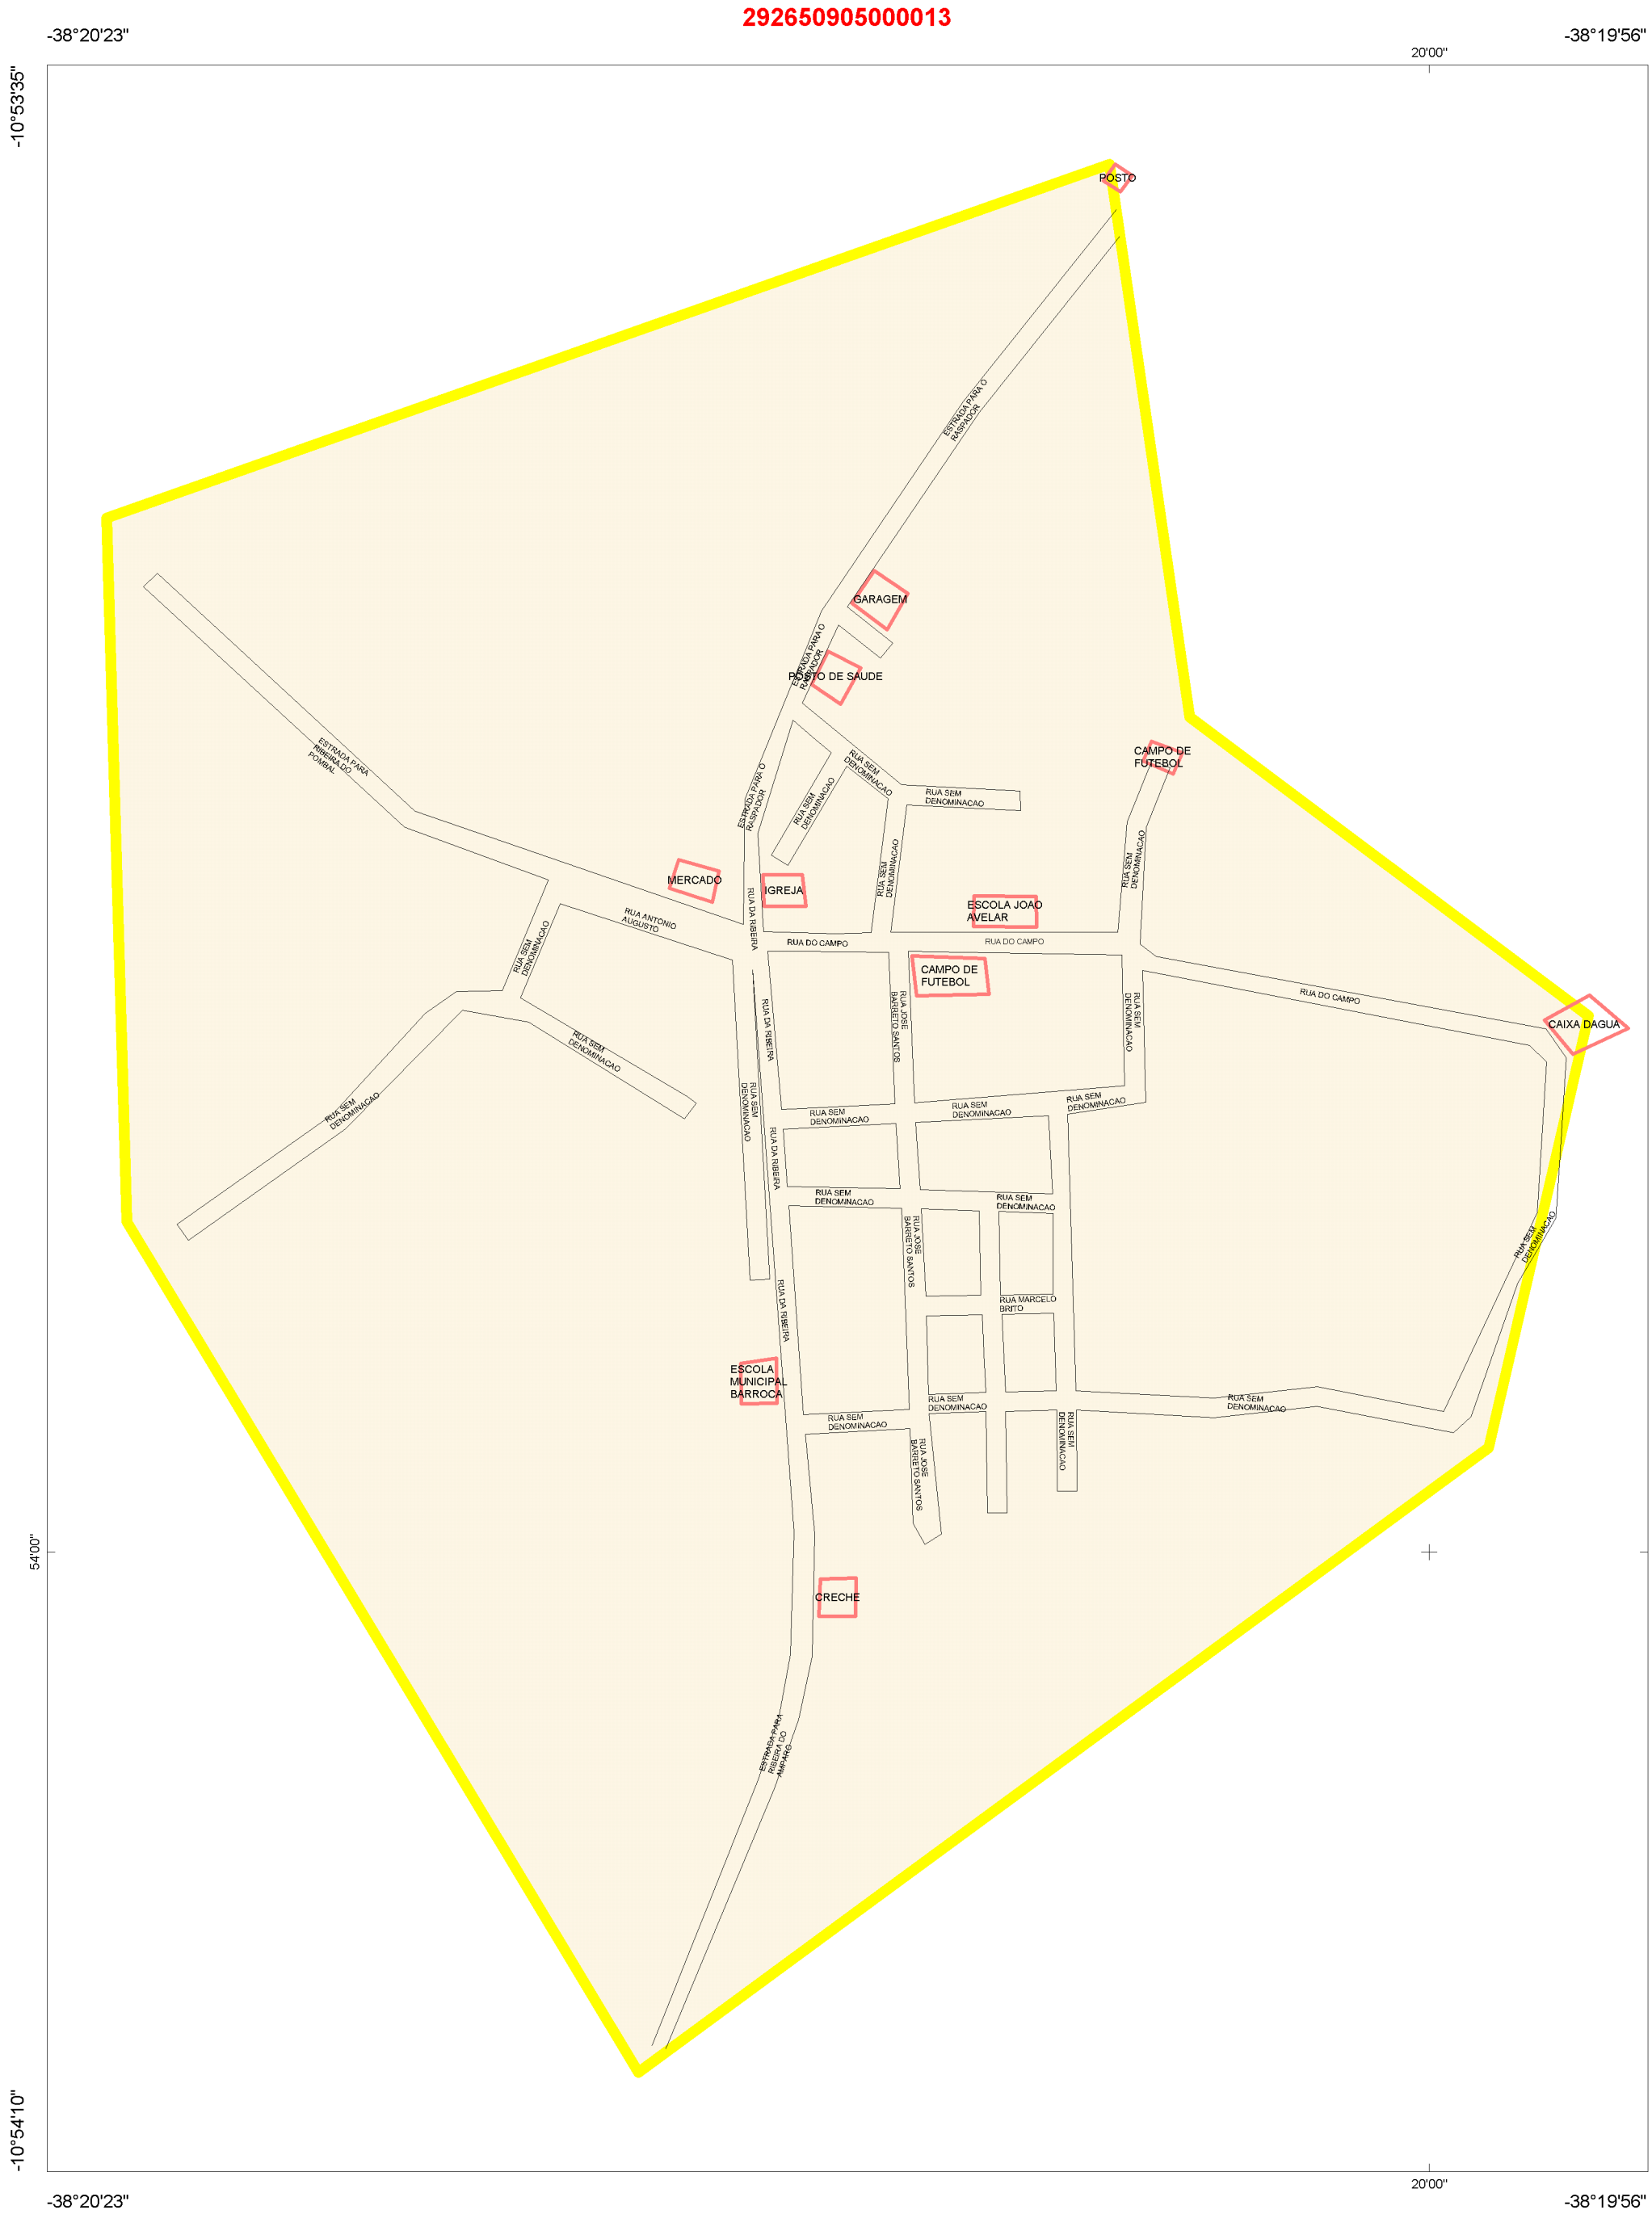 292650905000013
-38°20'23"
-38°19'56"
20'00"
-10°53'35"
POSTO
ESTRADA PARA O
RASPADOR
GARAGEM
ESTRADA PARA O
RASPADOR
POSTO DE SAUDE
ESTRADA PARA
RIBEIRA DO
POMBAL
CAMPO DE
FUTEBOL
RUA SEM
DENOMINACAO
RUA SEM
DENOMINACAO
RUA SEM
DENOMINACAO
ESTRADA PARA O
RASPADOR
RUA SEM
DENOMINACAO
RUA SEM
DENOMINACAO
MERCADO
IGREJA
ESCOLA JOAO
AVELAR
RUA ANTONIO
AUGUSTO
RUA DA RIBEIRA
RUA DO CAMPO
RUA DO CAMPO
RUA SEM
DENOMINACAO
CAMPO DE
FUTEBOL
RUA DO CAMPO
CAIXA DAGUA
RUA SEM
DENOMINACAO
RUA DA RIBEIRA
RUA JOSE
BARRETO SANTOS
RUA SEM
DENOMINACAO
RUA SEM
DENOMINACAO
RUA SEM
DENOMINACAO
RUA SEM
DENOMINACAO
RUA SEM
DENOMINACAO
RUA SEM
DENOMINACAO
RUA DA RIBEIRA
RUA SEM
DENOMINACAO
RUA SEM
DENOMINACAO
RUA JOSE
BARRETO SANTOS
RUA SEM
DENOMINACAO
RUA DA RIBEIRA
RUA MARCELO
BRITO
ESCOLA
MUNICIPAL
BARROCA
RUA SEM
DENOMINACAO
RUA SEM
DENOMINACAO
RUA SEM
DENOMINACAO
RUA SEM
DENOMINACAO
RUA JOSE
BARRETO SANTOS
54'00"
CRECHE
ESTRADA PARA
RIBEIRA DO
AMPARO
-10°54'10"
20'00"
-38°20'23"
-38°19'56"